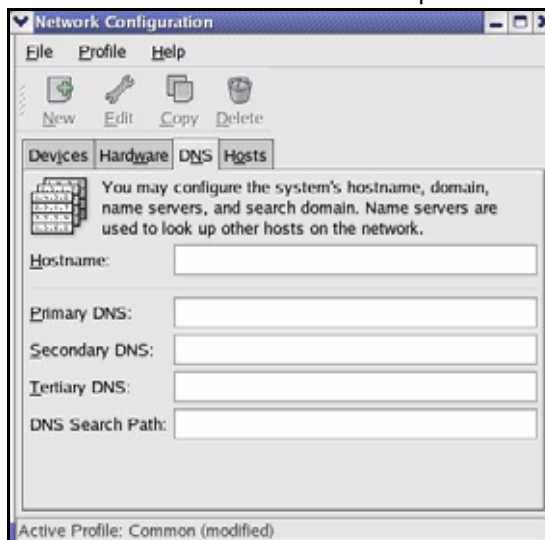 Network Configuration
File Profile Help
New Edit Copy Delete
Devices Hardware DNS Hosts
You may configure the system's hostname, domain,
name servers, and search domain. Name servers are
used to look up other hosts on the network.
Hostname:
Primary DNS:
Secondary DNS:
Tertiary DNS:
DNS Search Path:
Active Profile: Common (modified)